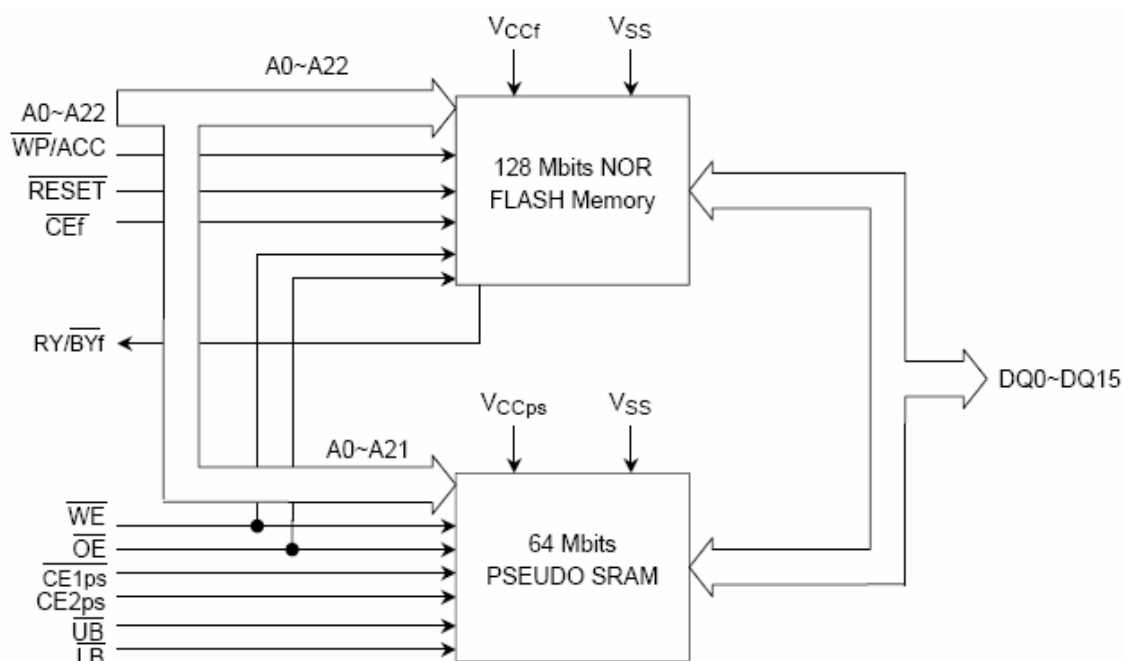 VCCf VSS
A0~A22
A0~A22
WP/ACC
RESET
CEf
128 Mbits NOR
FLASH Memory
RY/BYf
DQ0~DQ15
VCCps VSS
A0~A21
WE
OE
CE1ps
CE2ps
UB
LB
64 Mbits
PSEUDO SRAM